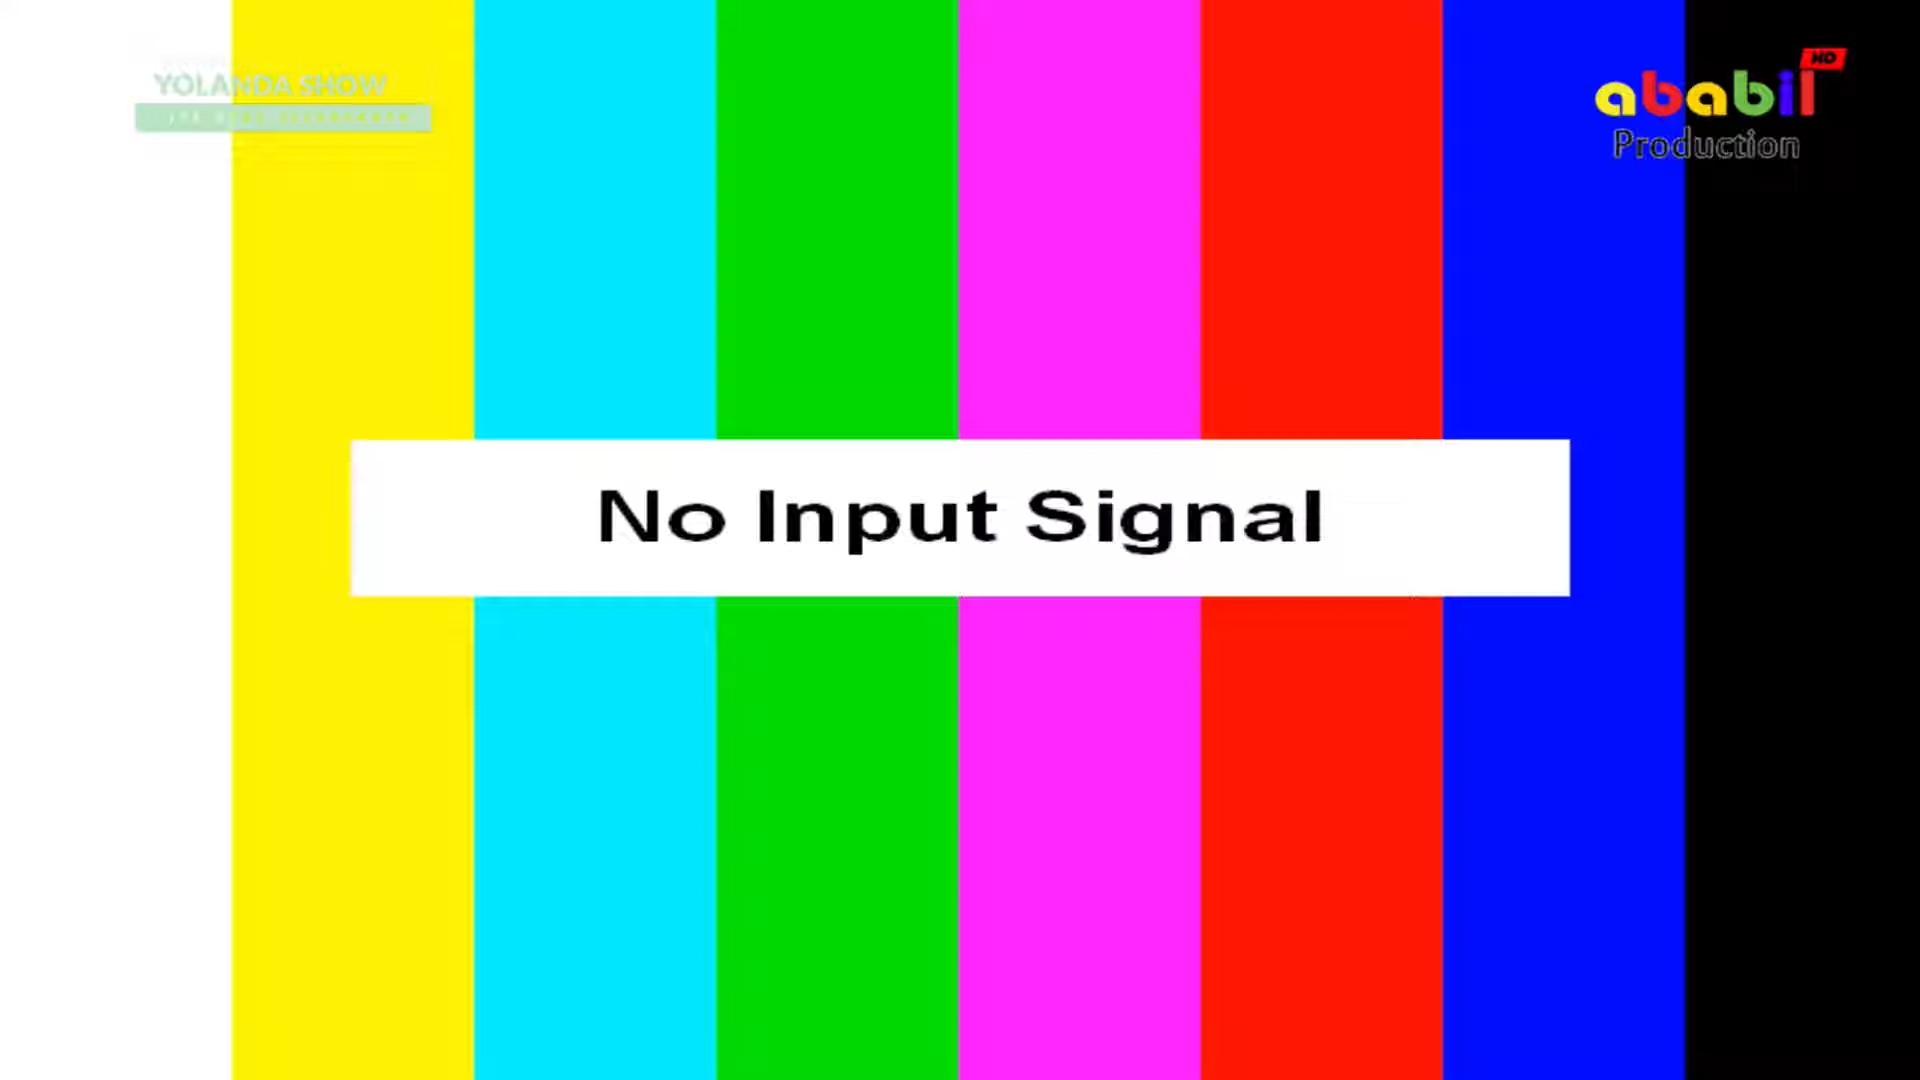 YOLANDA SHOW
HD
ababil
Production
No Input Signal